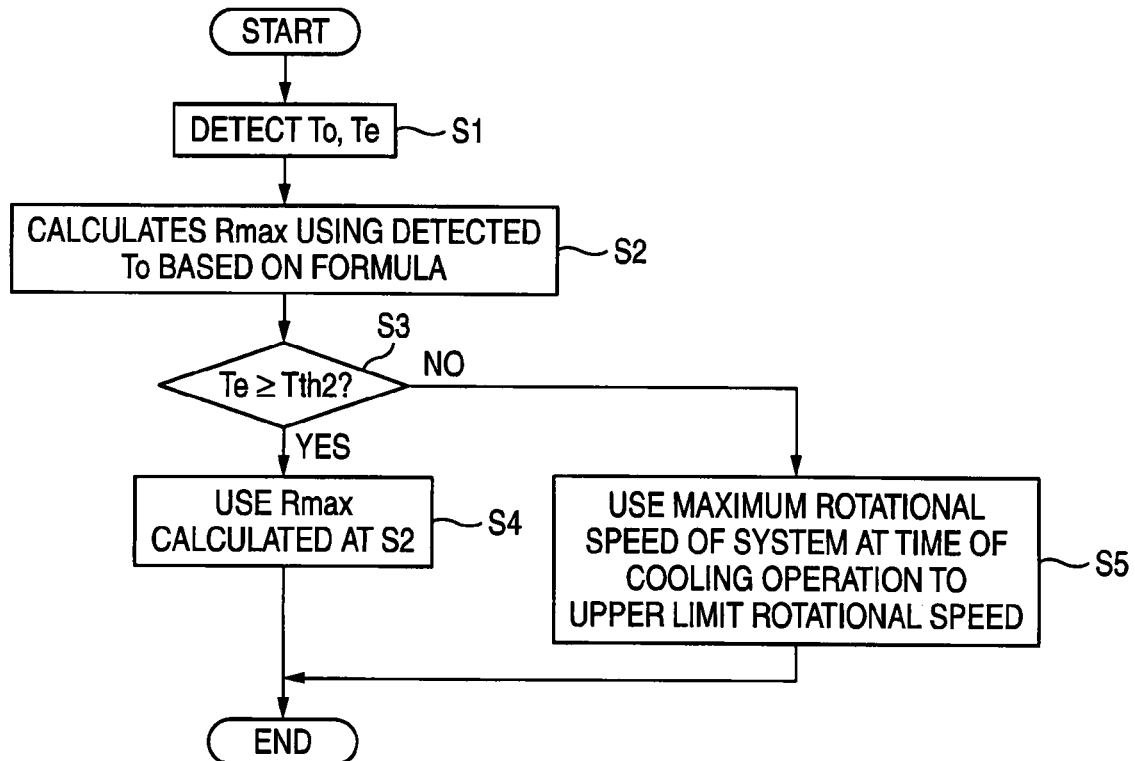 START
DETECT To, Te
S1
CALCULATES Rmax USING DETECTED
To BASED ON FORMULA
S2
S3
Te ≥ Tth2?
NO
YES
USE Rmax
CALCULATED AT S2
S4
USE MAXIMUM ROTATIONAL
SPEED OF SYSTEM AT TIME OF
COOLING OPERATION TO
UPPER LIMIT ROTATIONAL SPEED
S5
END